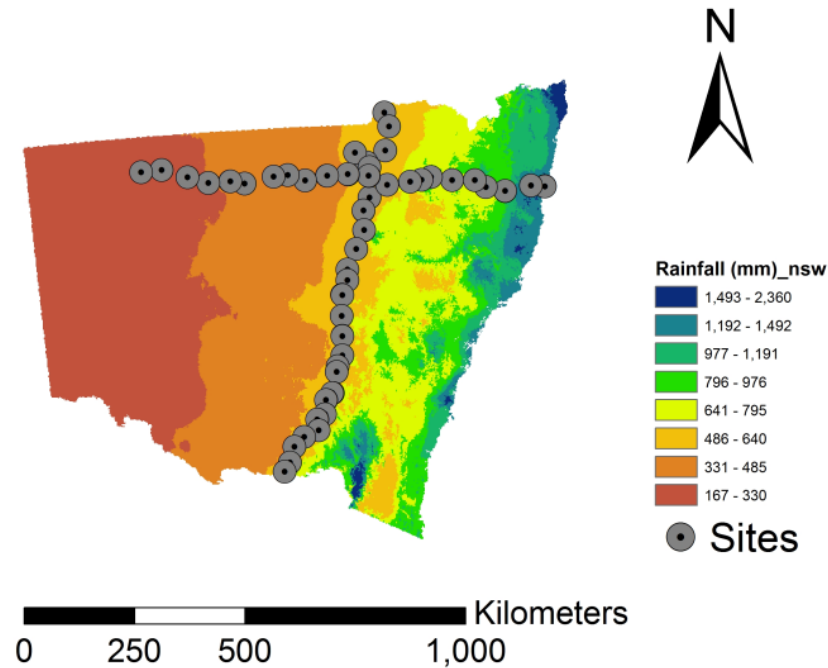 N
Rainfall (mm)_nsw
1,493 - 2,360
1,192 - 1,492
977 - 1,191
796 - 976
641 - 795
486 - 640
331 - 485
167 - 330
Sites
Kilometers
0 250 500 1,000